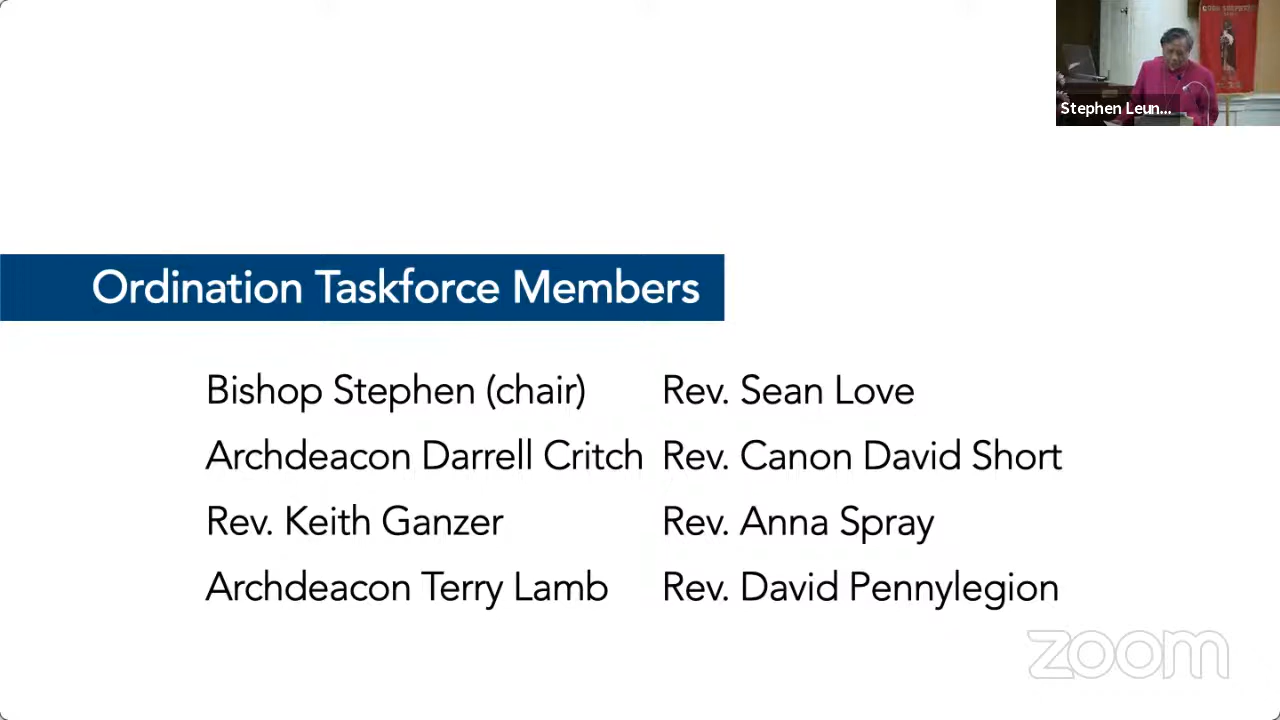 Stephen Leun...
Ordination Taskforce Members
Bishop Stephen (chair)
Archdeacon Darrell Critch
Rev. Keith Ganzer
Archdeacon Terry Lamb
Rev. Sean Love
Rev. Canon David Short
Rev. Anna Spray
Rev. David Pennylegion
zoom